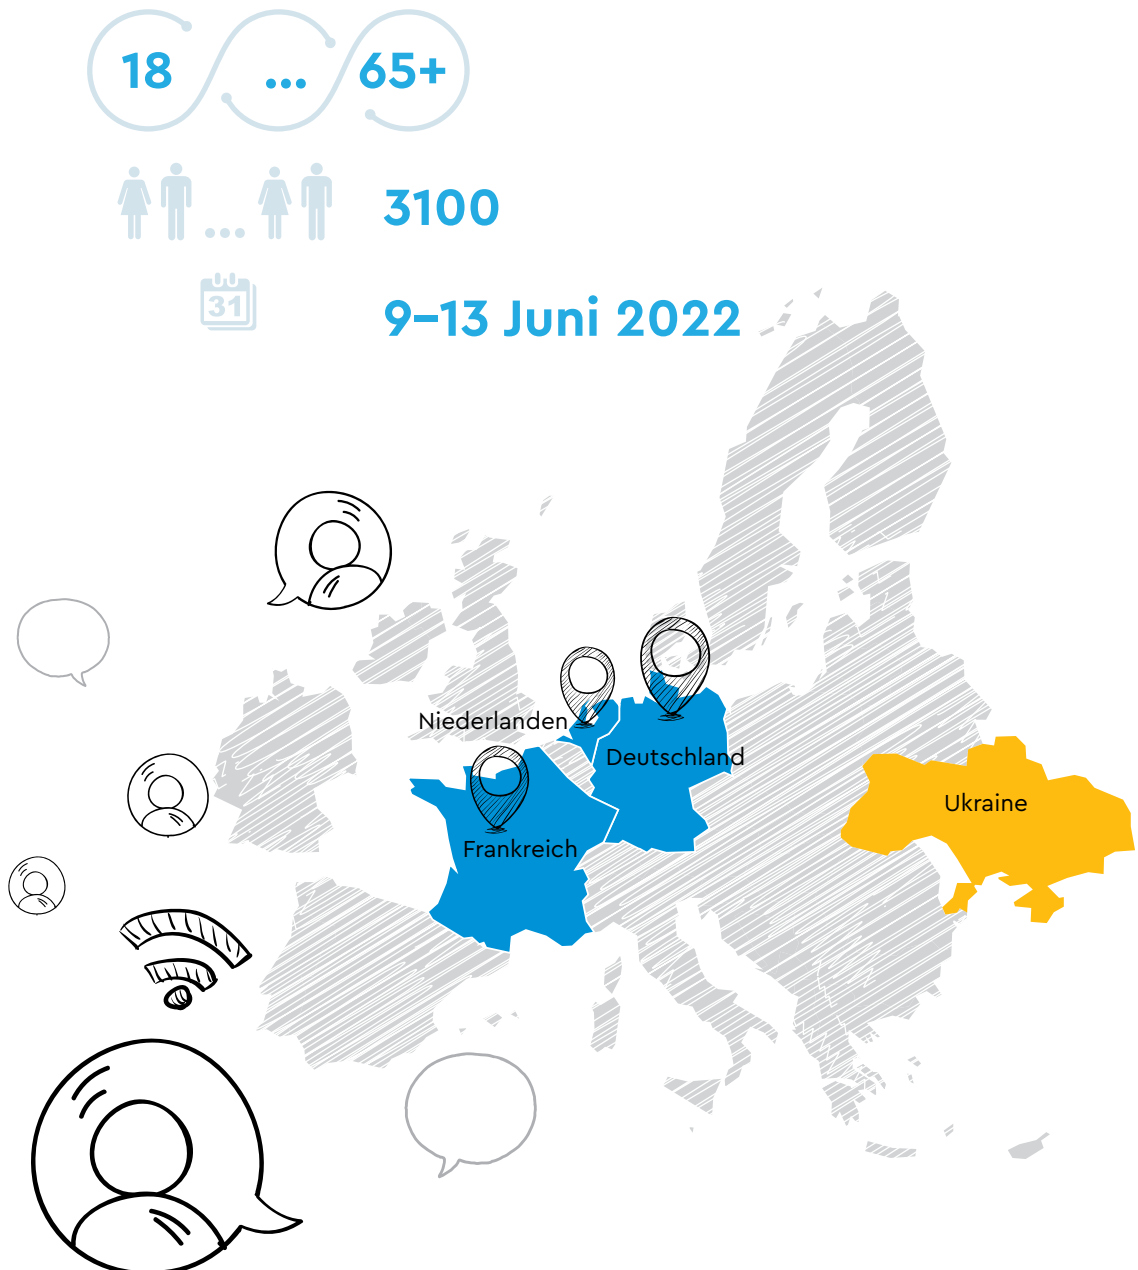 18 ... 65+
3100
31
9–13 Juni 2022
Niederlanden
Deutschland
Ukraine
Frankreich